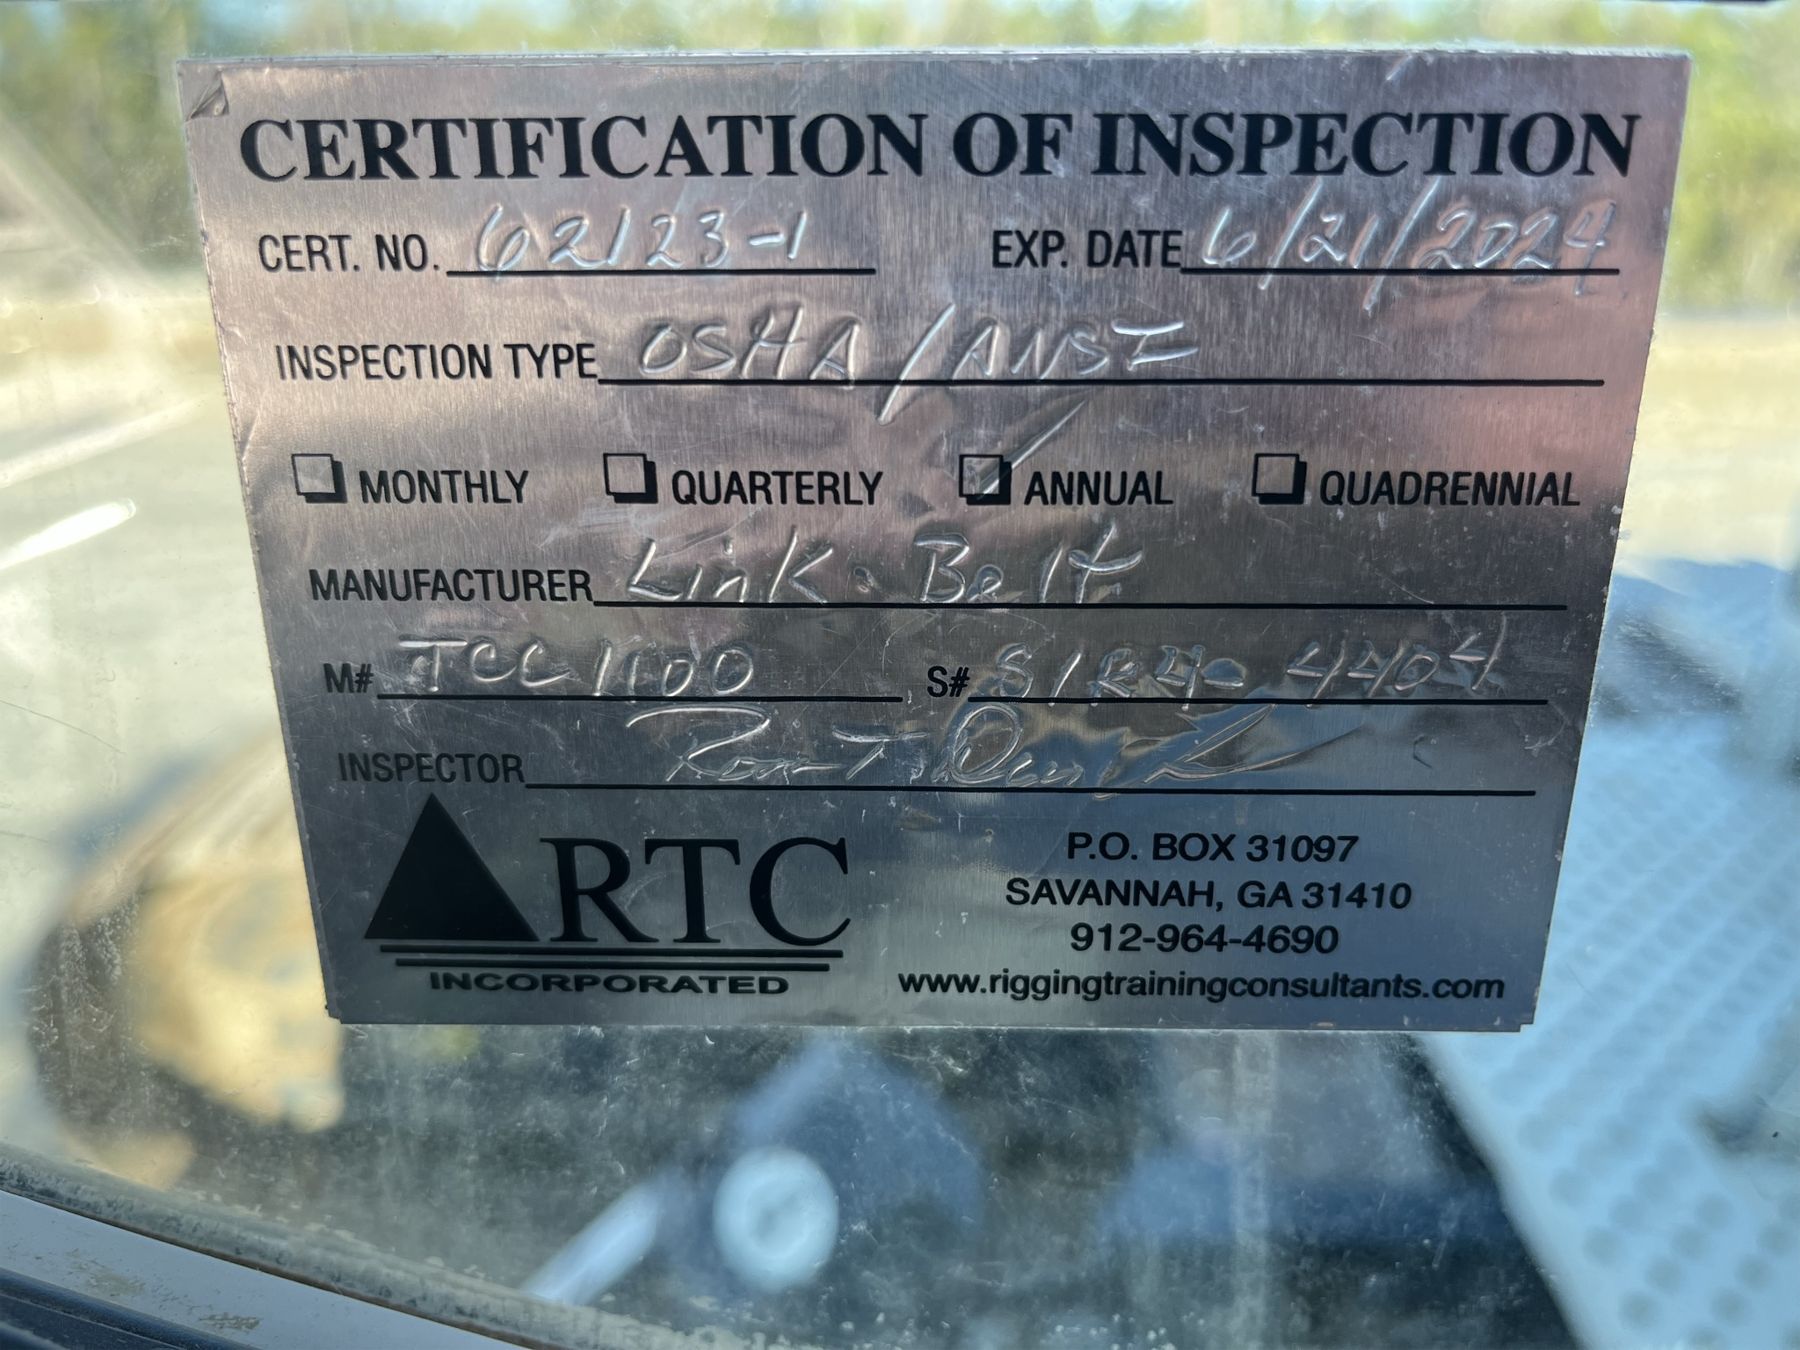 CERTIFICATION OF INSPECTION
CERT. NO. 62123-1 EXP. DATE 6/21/2024
INSPECTION TYPE OSHA/ANSI
MONTHLY QUARTERLY ANNUAL QUADRENNIAL
MANUFACTURER Link-Belt
M# TCC1100 S# S1R4-4404
INSPECTOR
RTC
INCORPORATED
P.O. BOX 31097
SAVANNAH, GA 31410
912-964-4690
www.riggingtrainingconsultants.com